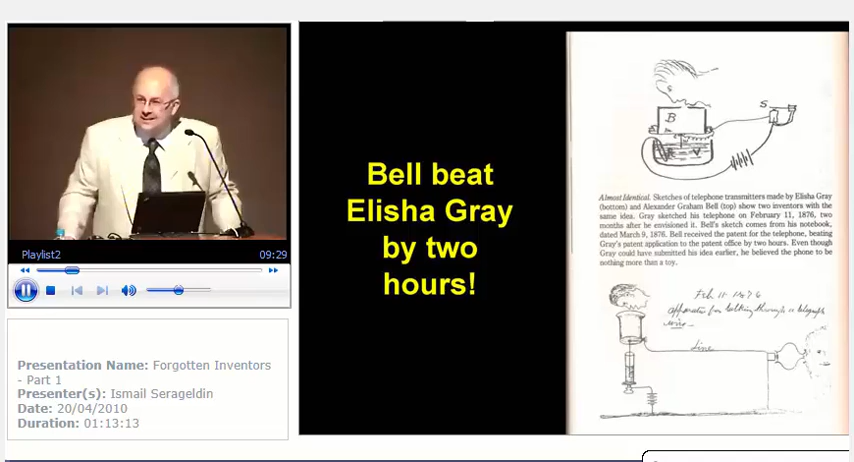 Playlist2 09:29
Presentation Name: Forgotten Inventors
- Part 1
Presenter(s): Ismail Serageldin
Date: 20/04/2010
Duration: 01:13:13
Bell beat
Elisha Gray
by two
hours!
S
B
S
V
Almost Identical. Sketches of telephone transmitters made by Elisha Gray
(bottom) and Alexander Graham Bell (top) show two inventors with the
same idea. Gray sketched his telephone on February 11, 1876, two
months after he envisioned it. Bell's sketch comes from his notebook,
dated March 9, 1876. Bell received the patent for the telephone, beating
Gray's patent application to the patent office by two hours. Even though
Gray could have submitted his idea earlier, he believed the phone to be
nothing more than a toy.
Feb 11 1876
apparatus for talking through a telegraph
wire
Line